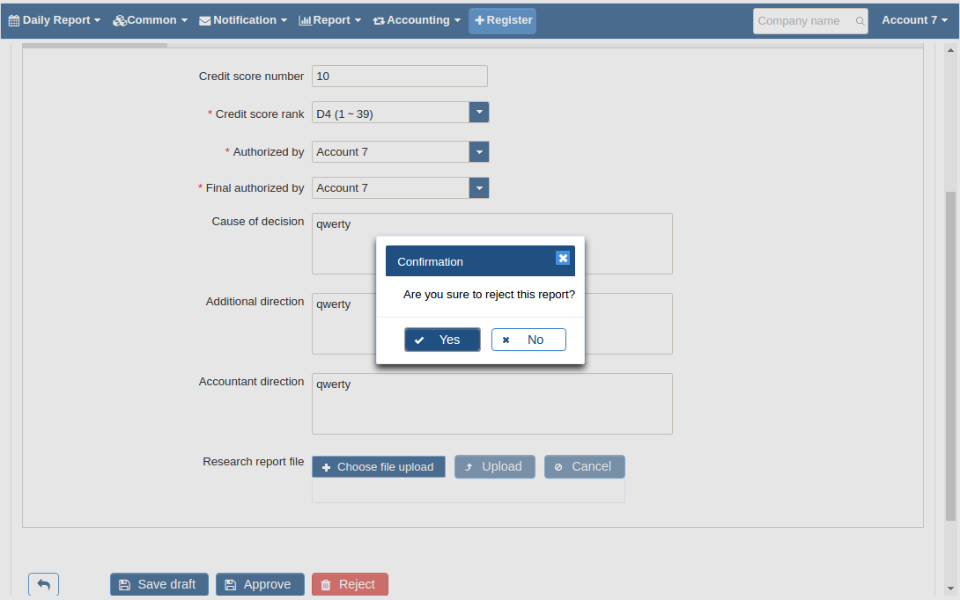 Daily Report Common Notification Report Accounting Register Company name Account 7
Credit score number 10
* Credit score rank D4 (1 ~ 39)
* Authorized by Account 7
* Final authorized by Account 7
Cause of decision qwerty
Confirmation
Are you sure to reject this report?
Additional direction qwerty
Yes No
Accountant direction qwerty
Research report file Choose file upload Upload Cancel
Save draft Approve Reject